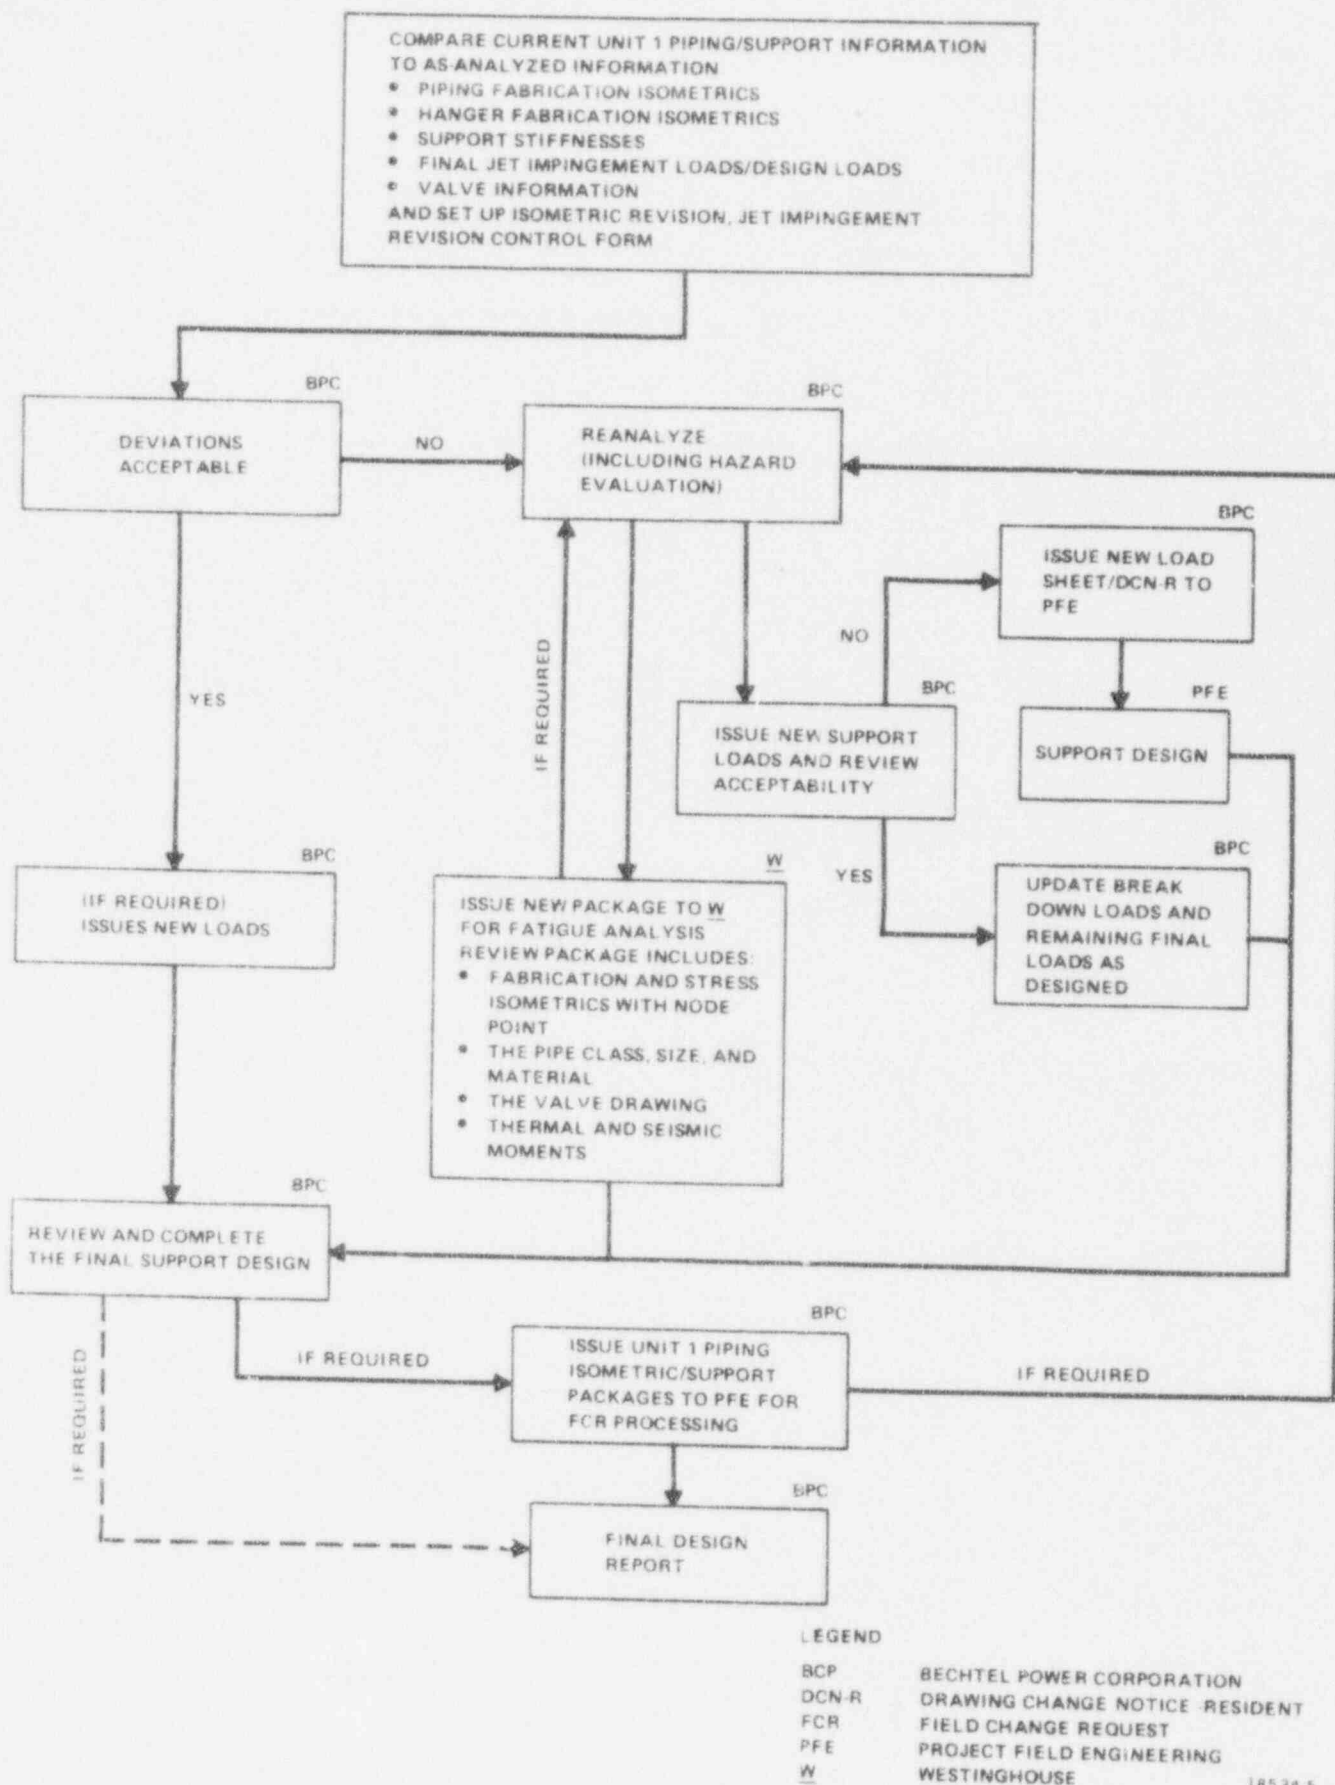 COMPARE CURRENT UNIT 1 PIPING/SUPPORT INFORMATION
TO AS-ANALYZED INFORMATION
• PIPING FABRICATION ISOMETRICS
• HANGER FABRICATION ISOMETRICS
• SUPPORT STIFFNESSES
• FINAL JET IMPINGEMENT LOADS/DESIGN LOADS
• VALVE INFORMATION
AND SET UP ISOMETRIC REVISION, JET IMPINGEMENT
REVISION CONTROL FORM
BPC
DEVIATIONS
ACCEPTABLE
NO
BPC
REANALYZE
(INCLUDING HAZARD
EVALUATION)
BPC
ISSUE NEW LOAD
SHEET/DCN-R TO
PFE
NO
IF REQUIRED
YES
BPC
ISSUE NEW SUPPORT
LOADS AND REVIEW
ACCEPTABILITY
PFE
SUPPORT DESIGN
YES
BPC
UPDATE BREAK
DOWN LOADS AND
REMAINING FINAL
LOADS AS
DESIGNED
BPC
(IF REQUIRED)
ISSUES NEW LOADS
W
ISSUE NEW PACKAGE TO W
FOR FATIGUE ANALYSIS
REVIEW PACKAGE INCLUDES:
• FABRICATION AND STRESS
ISOMETRICS WITH NODE
POINT
• THE PIPE CLASS, SIZE, AND
MATERIAL
• THE VALVE DRAWING
• THERMAL AND SEISMIC
MOMENTS
BPC
REVIEW AND COMPLETE
THE FINAL SUPPORT DESIGN
IF REQUIRED
IF REQUIRED
BPC
ISSUE UNIT 1 PIPING
ISOMETRIC/SUPPORT
PACKAGES TO PFE FOR
FCR PROCESSING
IF REQUIRED
BPC
FINAL DESIGN
REPORT
LEGEND
BCP BECHTEL POWER CORPORATION
DCN-R DRAWING CHANGE NOTICE -RESIDENT
FCR FIELD CHANGE REQUEST
PFE PROJECT FIELD ENGINEERING
W WESTINGHOUSE